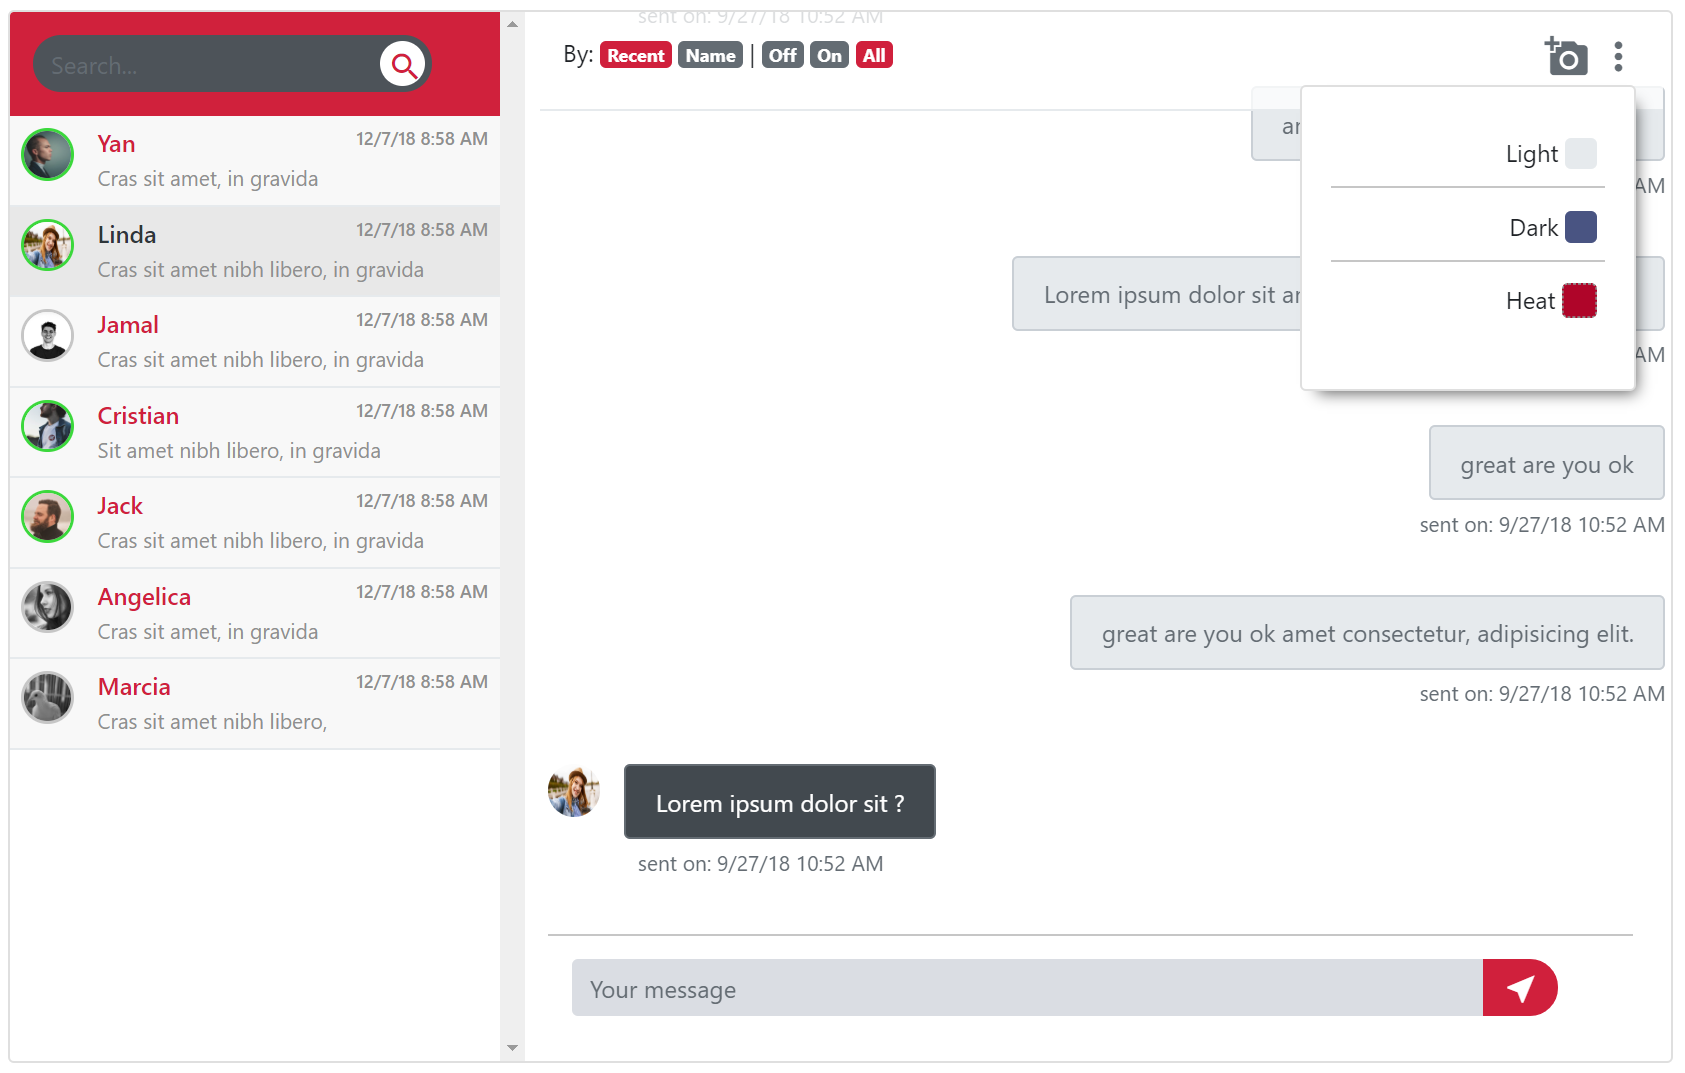 Search...
Yan 12/7/18 8:58 AM
Cras sit amet, in gravida
Linda 12/7/18 8:58 AM
Cras sit amet nibh libero, in gravida
Jamal 12/7/18 8:58 AM
Cras sit amet nibh libero, in gravida
Cristian 12/7/18 8:58 AM
Sit amet nibh libero, in gravida
Jack 12/7/18 8:58 AM
Cras sit amet nibh libero, in gravida
Angelica 12/7/18 8:58 AM
Cras sit amet, in gravida
Marcia 12/7/18 8:58 AM
Cras sit amet nibh libero,
sent on: 9/27/18 10:52 AM
By: Recent Name | Off On All
Light
AM
Dark
Lorem ipsum dolor sit
Heat
AM
great are you ok
sent on: 9/27/18 10:52 AM
great are you ok amet consectetur, adipisicing elit.
sent on: 9/27/18 10:52 AM
Lorem ipsum dolor sit ?
sent on: 9/27/18 10:52 AM
Your message